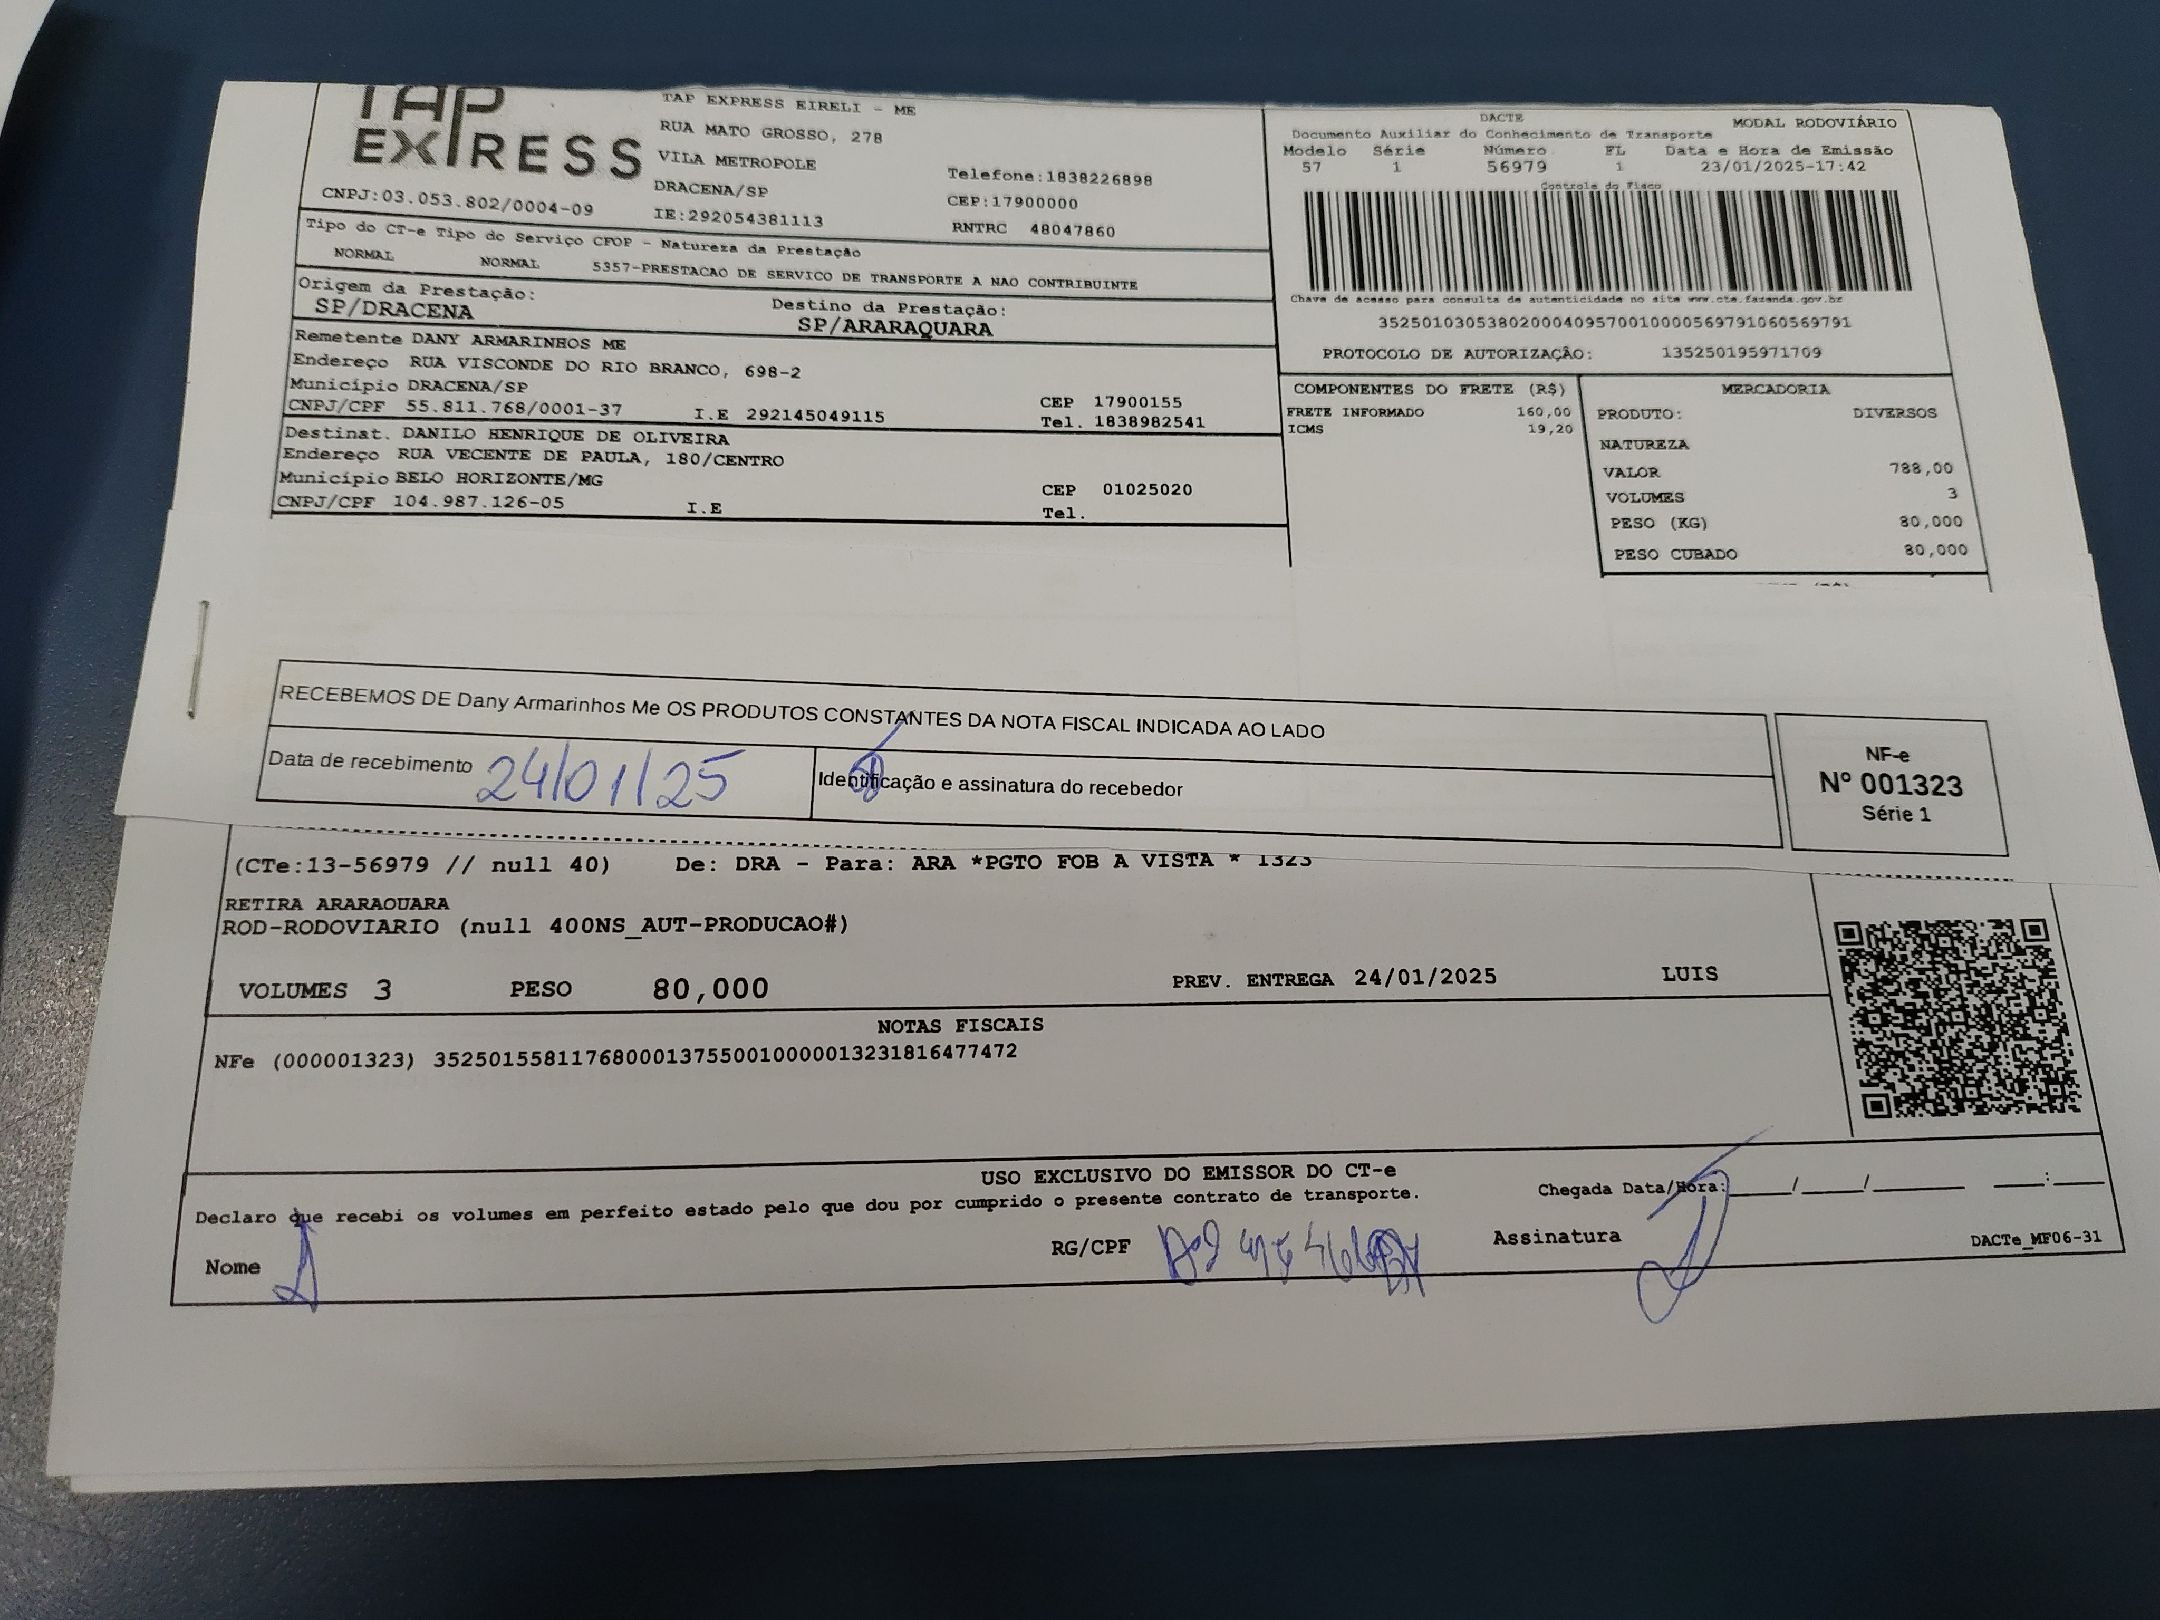 TAP EXPRESS
CNPJ:03.053.802/0004-09
TAP EXPRESS EIRELI - ME
RUA MATO GROSSO, 278
VILA METROPOLE
DRACENA/SP
IE:292054381113
Telefone:1838226898
CEP:17900000
RNTRC 48047860
DACTE
MODAL RODOVIÁRIO
Documento Auxiliar do Conhecimento de Transporte
Modelo Série Número FL Data e Hora de Emissão
57 1 56979 1 23/01/2025-17:42
Controle do Fisco
Chave de acesso para consulta de autenticidade no site www.cte.fazenda.gov.br
35250103053802000409570010000569791060569791
PROTOCOLO DE AUTORIZAÇÃO: 135250195971709
Tipo do CT-e Tipo do Serviço CFOP - Natureza da Prestação
NORMAL NORMAL 5357-PRESTACAO DE SERVICO DE TRANSPORTE A NAO CONTRIBUINTE
Origem da Prestação: Destino da Prestação:
SP/DRACENA SP/ARARAQUARA
Remetente DANY ARMARINHOS ME
Endereço RUA VISCONDE DO RIO BRANCO, 698-2
Município DRACENA/SP CEP 17900155
CNPJ/CPF 55.811.768/0001-37 I.E 292145049115 Tel. 1838982541
Destinat. DANILO HENRIQUE DE OLIVEIRA
Endereço RUA VECENTE DE PAULA, 180/CENTRO
Município BELO HORIZONTE/MG CEP 01025020
CNPJ/CPF 104.987.126-05 I.E Tel.
COMPONENTES DO FRETE (R$)
FRETE INFORMADO 160,00
ICMS 19,20
MERCADORIA
PRODUTO: DIVERSOS
NATUREZA
VALOR 788,00
VOLUMES 3
PESO (KG) 80,000
PESO CUBADO 80,000
RECEBEMOS DE Dany Armarinhos Me OS PRODUTOS CONSTANTES DA NOTA FISCAL INDICADA AO LADO
Data de recebimento 24/01/25
Identificação e assinatura do recebedor
NF-e
Nº 001323
Série 1
(CTe:13-56979 // null 40) De: DRA - Para: ARA *PGTO FOB A VISTA * 1323
RETIRA ARARAQUARA
ROD-RODOVIARIO (null 400NS_AUT-PRODUCAO#)
VOLUMES 3 PESO 80,000 PREV. ENTREGA 24/01/2025 LUIS
NOTAS FISCAIS
NFe (000001323) 35250155811768000137550010000013231816477472
USO EXCLUSIVO DO EMISSOR DO CT-e
Declaro que recebi os volumes em perfeito estado pelo que dou por cumprido o presente contrato de transporte.
Chegada Data/Hora:____/____/______ ____:____
Nome RG/CPF Assinatura
DACTe_MF06-31